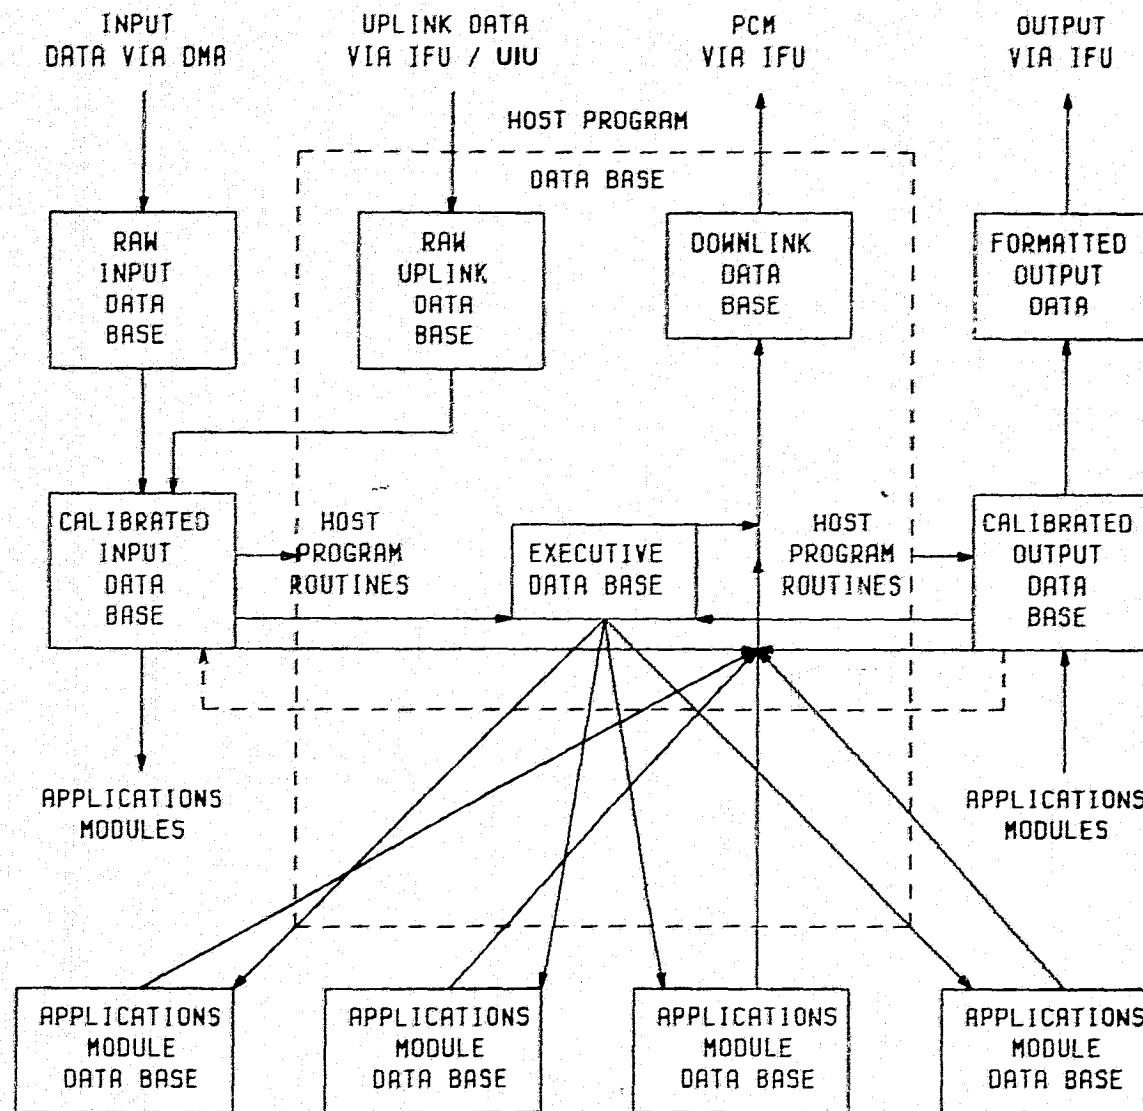 INPUT
DATA VIA DMA
UPLINK DATA
VIA IFU / UIU
PCM
VIA IFU
OUTPUT
VIA IFU
HOST PROGRAM
DATA BASE
RAW
INPUT
DATA
BASE
RAW
UPLINK
DATA
BASE
DOWNLINK
DATA
BASE
FORMATTED
OUTPUT
DATA
CALIBRATED
INPUT
DATA
BASE
HOST
PROGRAM
ROUTINES
EXECUTIVE
DATA BASE
HOST
PROGRAM
ROUTINES
CALIBRATED
OUTPUT
DATA
BASE
APPLICATIONS
MODULES
APPLICATIONS
MODULES
APPLICATIONS
MODULE
DATA BASE
APPLICATIONS
MODULE
DATA BASE
APPLICATIONS
MODULE
DATA BASE
APPLICATIONS
MODULE
DATA BASE